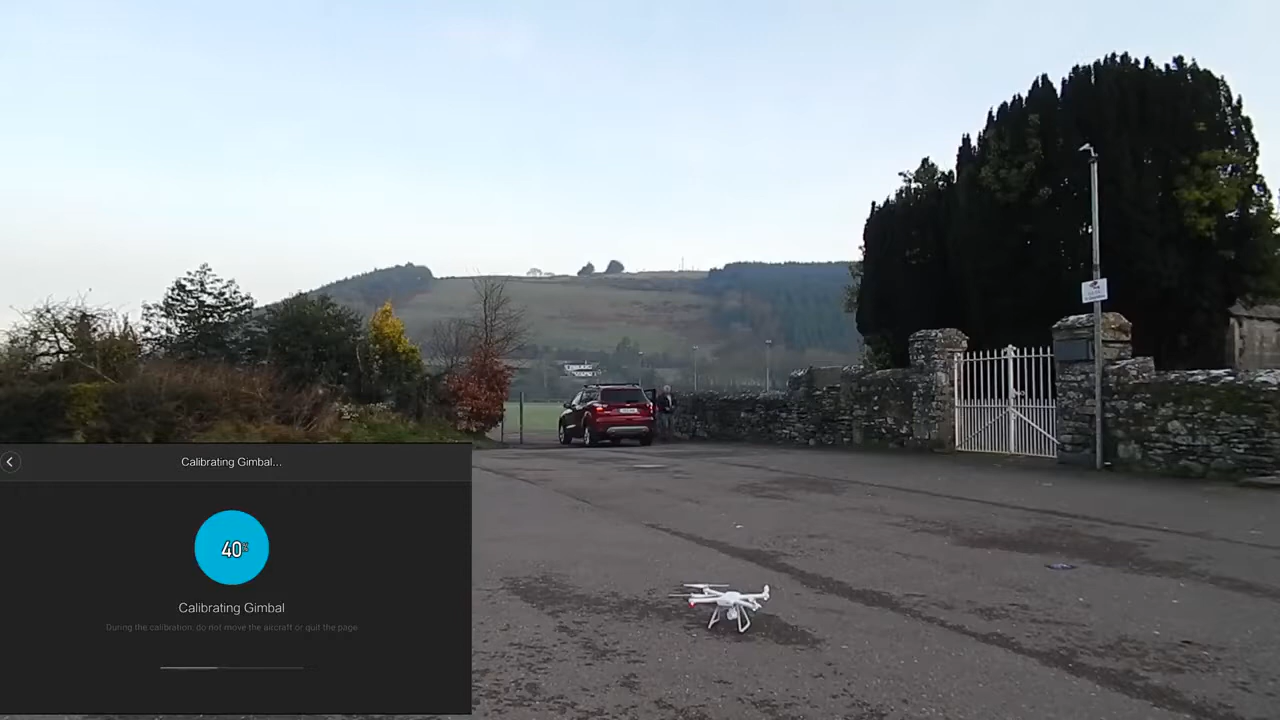 Calibrating Gimbal...
40%
Calibrating Gimbal
During the calibration, do not move the aircraft or quit the page